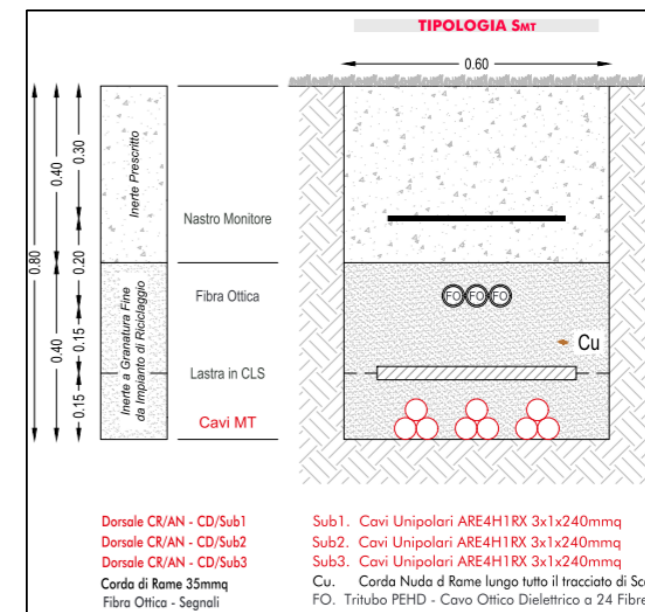 TIPOLOGIA SMT
0.60
0.80
0.40
0.40
0.30
0.20
0.15
0.15
Inerte Prescritto
Inerte a Granatura Fine
da Impianto di Riciclaggio
Nastro Monitore
Fibra Ottica
Lastra in CLS
Cavi MT
FO FO FO
Cu
Dorsale CR/AN - CD/Sub1
Dorsale CR/AN - CD/Sub2
Dorsale CR/AN - CD/Sub3
Corda di Rame 35mmq
Fibra Ottica - Segnali
Sub1. Cavi Unipolari ARE4H1RX 3x1x240mmq
Sub2. Cavi Unipolari ARE4H1RX 3x1x240mmq
Sub3. Cavi Unipolari ARE4H1RX 3x1x240mmq
Cu. Corda Nuda d Rame lungo tutto il tracciato di Sc
FO. Tritubo PEHD - Cavo Ottico Dielettrico a 24 Fibre